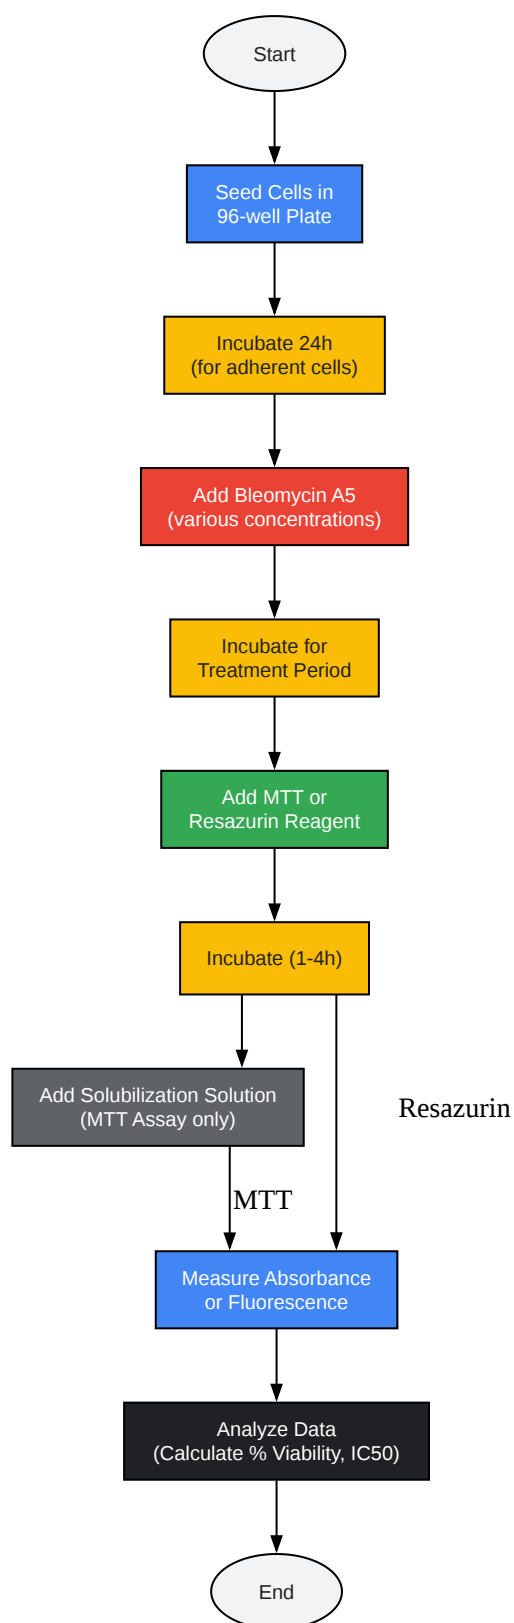 Start
Seed Cells in
96-well Plate
Incubate 24h
(for adherent cells)
Add Bleomycin A5
(various concentrations)
Incubate for
Treatment Period
Add MTT or
Resazurin Reagent
Incubate (1-4h)
Add Solubilization Solution
(MTT Assay only)
Resazurin
MTT
Measure Absorbance
or Fluorescence
Analyze Data
(Calculate % Viability, IC50)
End